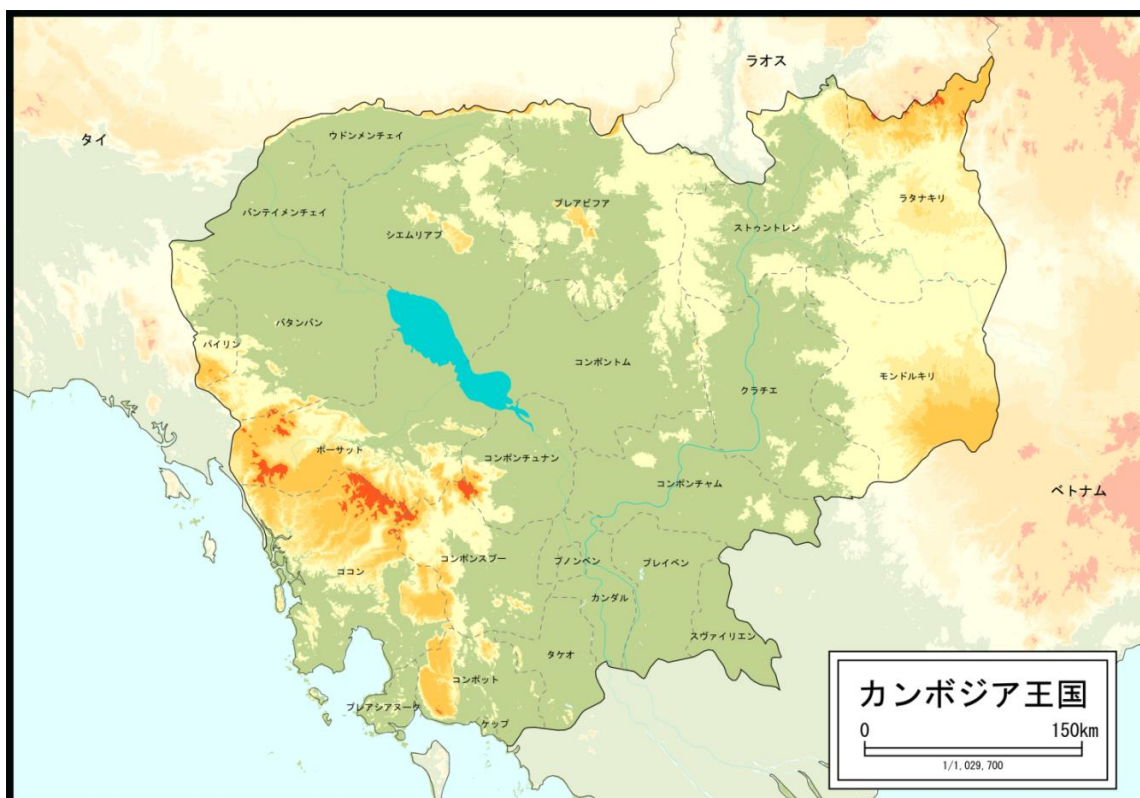 ラオス
タイ
ウドンメンチェイ
バンテイメンチェイ
シエムリアプ
プレアビフア
ストゥントレン
ラタナキリ
バタンバン
パイリン
コンポントム
クラチエ
モンドルキリ
ポーサット
コンポンチュナン
コンポンチャム
ベトナム
ココン
コンポンスプー
プノンペン
プレイベン
カンダル
タケオ
スヴァイリエン
コンポット
プレアシアヌーク
ケップ
カンボジア王国
0 150km
1/1,029,700